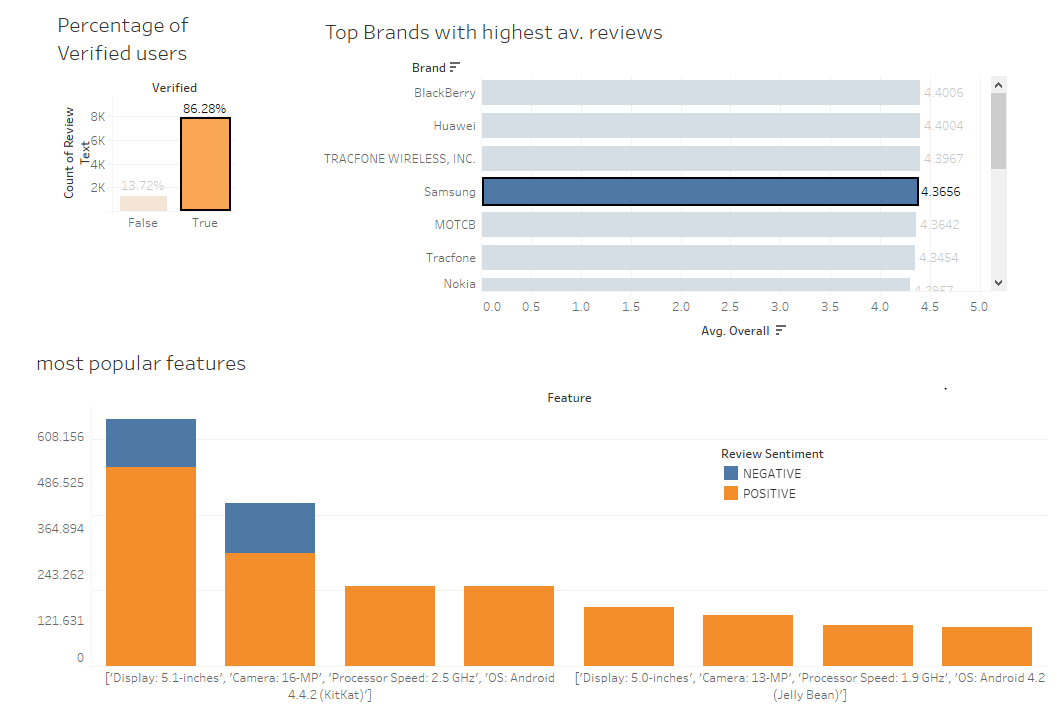 Percentage of
Verified users
Verified
86.28%
13.72%
Count of Review
Text
8K
6K
4K
2K
False
True
Top Brands with highest av. reviews
Brand
BlackBerry 4.4006
Huawei 4.4004
TRACFONE WIRELESS, INC. 4.3967
Samsung 4.3656
MOTCB 4.3642
Tracfone 4.3454
Nokia
0.0 0.5 1.0 1.5 2.0 2.5 3.0 3.5 4.0 4.5 5.0
Avg. Overall
most popular features
Feature
608.156
486.525
364.894
243.262
121.631
0
Review Sentiment
NEGATIVE
POSITIVE
['Display: 5.1-inches', 'Camera: 16-MP', 'Processor Speed: 2.5 GHz', 'OS: Android
4.4.2 (KitKat)']
['Display: 5.0-inches', 'Camera: 13-MP', 'Processor Speed: 1.9 GHz', 'OS: Android 4.2
(Jelly Bean)']